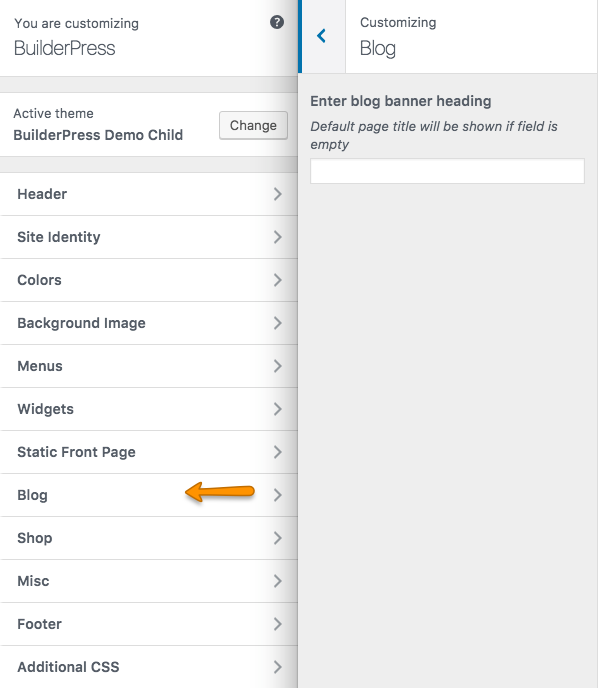 You are customizing
?
BuilderPress
Active theme
BuilderPress Demo Child
Change
Header
Site Identity
Colors
Background Image
Menus
Widgets
Static Front Page
Blog
Shop
Misc
Footer
Additional CSS
Customizing
Blog
Enter blog banner heading
Default page title will be shown if field is
empty